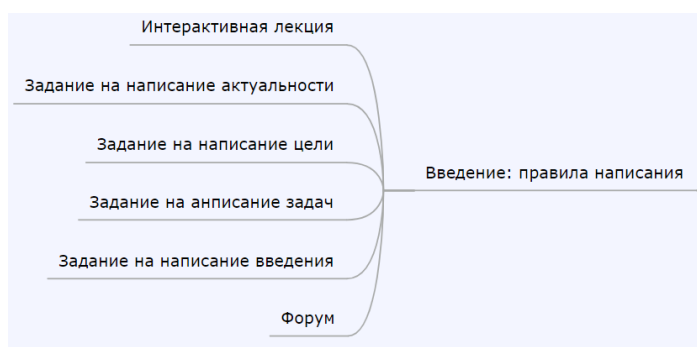 Интерактивная лекция
Задание на написание актуальности
Задание на написание цели
Введение: правила написания
Задание на анписание задач
Задание на написание введения
Форум